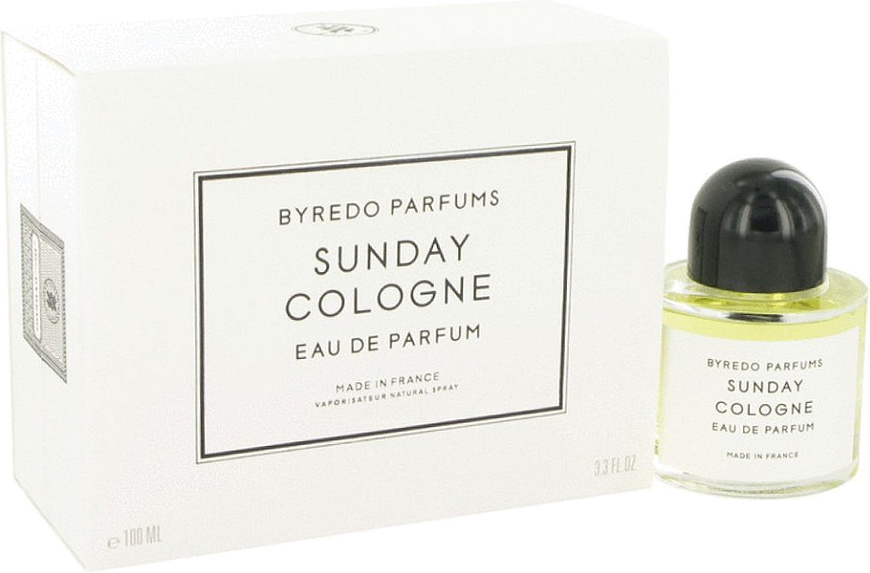 BYREDO PARFUMS
SUNDAY
COLOGNE
EAU DE PARFUM
MADE IN FRANCE
VAPORISATEUR NATURAL SPRAY
℮ 100 ML
3.3 FL.OZ
BYREDO PARFUMS
SUNDAY
COLOGNE
EAU DE PARFUM
MADE IN FRANCE